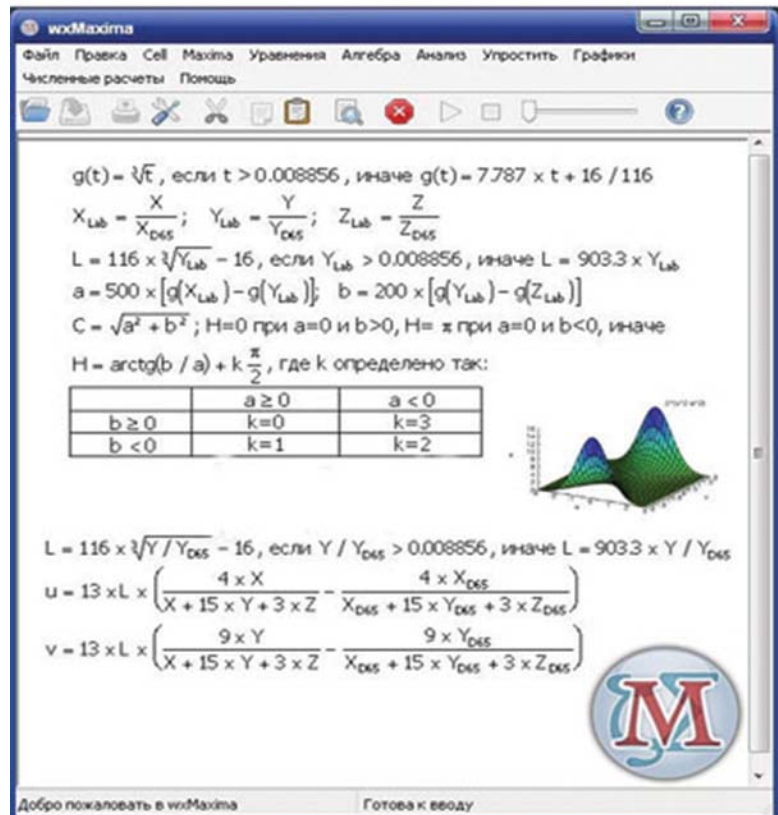 wxMaxima
Файл Правка Cell Maxima Уравнения Алгебра Анализ Упростить Графики
Численные расчеты Помощь
g(t) = ∛t, если t > 0.008856, иначе g(t) = 7.787 × t + 16 / 116
X_Lab = X / X_D65; Y_Lab = Y / Y_D65; Z_Lab = Z / Z_D65
L = 116 × ∛Y_Lab − 16, если Y_Lab > 0.008856, иначе L = 903.3 × Y_Lab
a = 500 × [g(X_Lab) − g(Y_Lab)]; b = 200 × [g(Y_Lab) − g(Z_Lab)]
C = √(a² + b²); H=0 при a=0 и b>0, H= π при a=0 и b<0, иначе
H = arctg(b / a) + k π/2, где k определено так:
a ≥ 0 a < 0
b ≥ 0 k=0 k=3
b < 0 k=1 k=2
L = 116 × ∛(Y / Y_D65) − 16, если Y / Y_D65 > 0.008856, иначе L = 903.3 × Y / Y_D65
u = 13 × L × (4 × X / (X + 15 × Y + 3 × Z) − 4 × X_D65 / (X_D65 + 15 × Y_D65 + 3 × Z_D65))
v = 13 × L × (9 × Y / (X + 15 × Y + 3 × Z) − 9 × Y_D65 / (X_D65 + 15 × Y_D65 + 3 × Z_D65))
M
Добро пожаловать в wxMaxima Готова к вводу